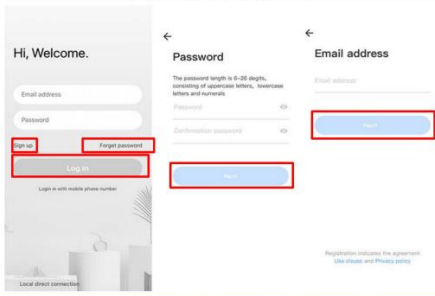 Hi, Welcome.
Email address
Password
Sign up
Forget password
Log in
Login in with mobile phone number
Local direct connection
Password
The password length is 6-26 digits,
consisting of uppercase letters, lowercase
letters and numerals
Password
Confirmation password
Next
Email address
Email address
Next
Registration indicates the agreement
Use clause and Privacy policy